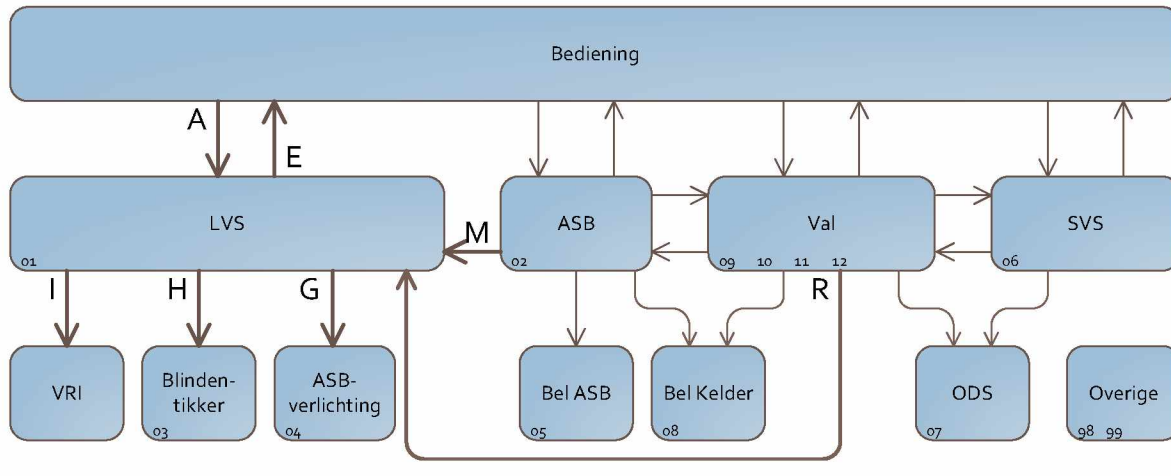 Bediening
A
E
LVS
M
ASB
Val
SVS
01
02
09 10 11 12
06
I
H
G
R
VRI
Blinden-
tikker
ASB-
verlichting
Bel ASB
Bel Kelder
ODS
Overige
03
04
05
08
07
98 99